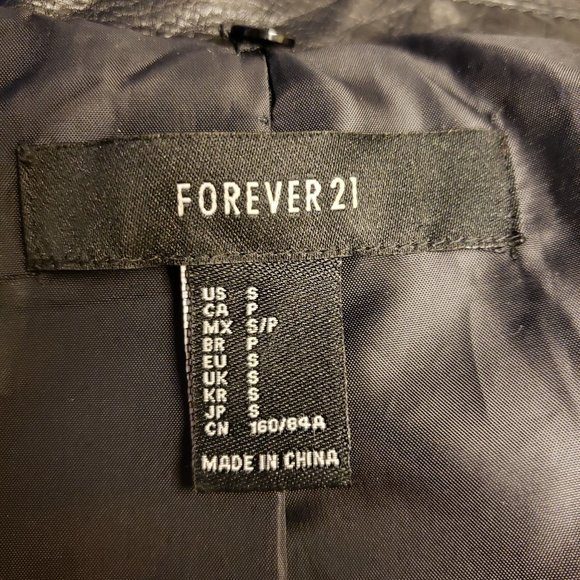 FOREVER 21
US S
CA P
MX S/P
BR P
EU S
UK S
KR S
JP S
CN 160/84A
MADE IN CHINA